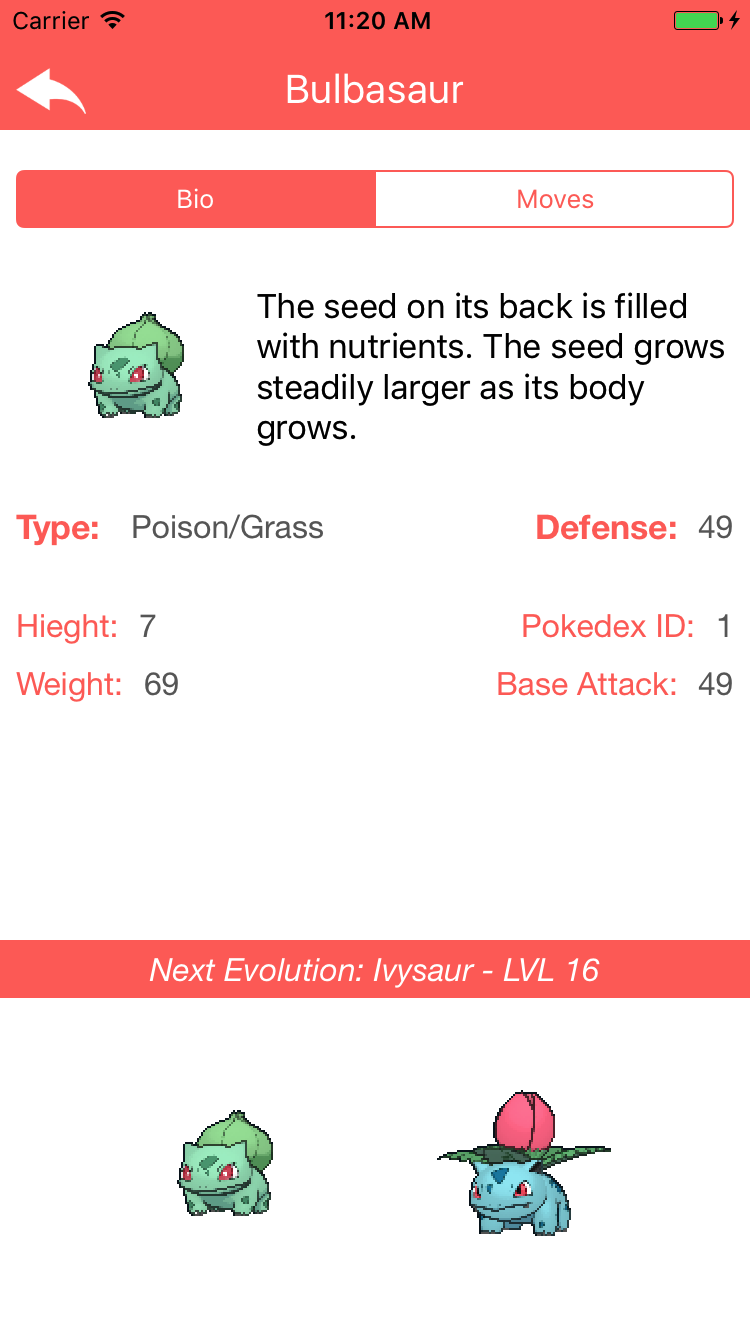 Carrier 11:20 AM
Bulbasaur
Bio Moves
The seed on its back is filled
with nutrients. The seed grows
steadily larger as its body
grows.
Type: Poison/Grass Defense: 49
Hieght: 7 Pokedex ID: 1
Weight: 69 Base Attack: 49
Next Evolution: Ivysaur - LVL 16